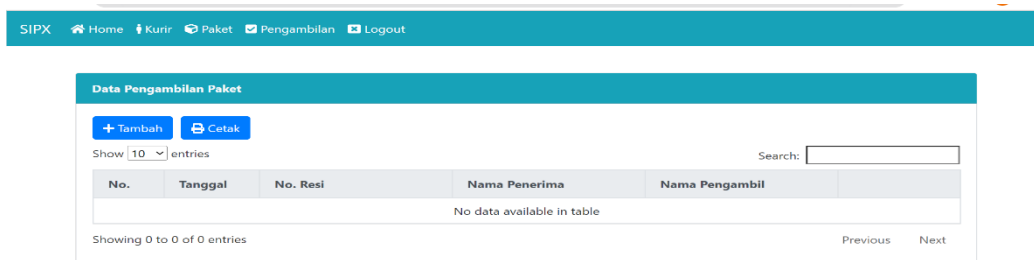 SIPX Home Kurir Paket Pengambilan Logout
Data Pengambilan Paket
Tambah Cetak
Show 10 entries Search:
No. Tanggal No. Resi Nama Penerima Nama Pengambil
No data available in table
Showing 0 to 0 of 0 entries Previous Next